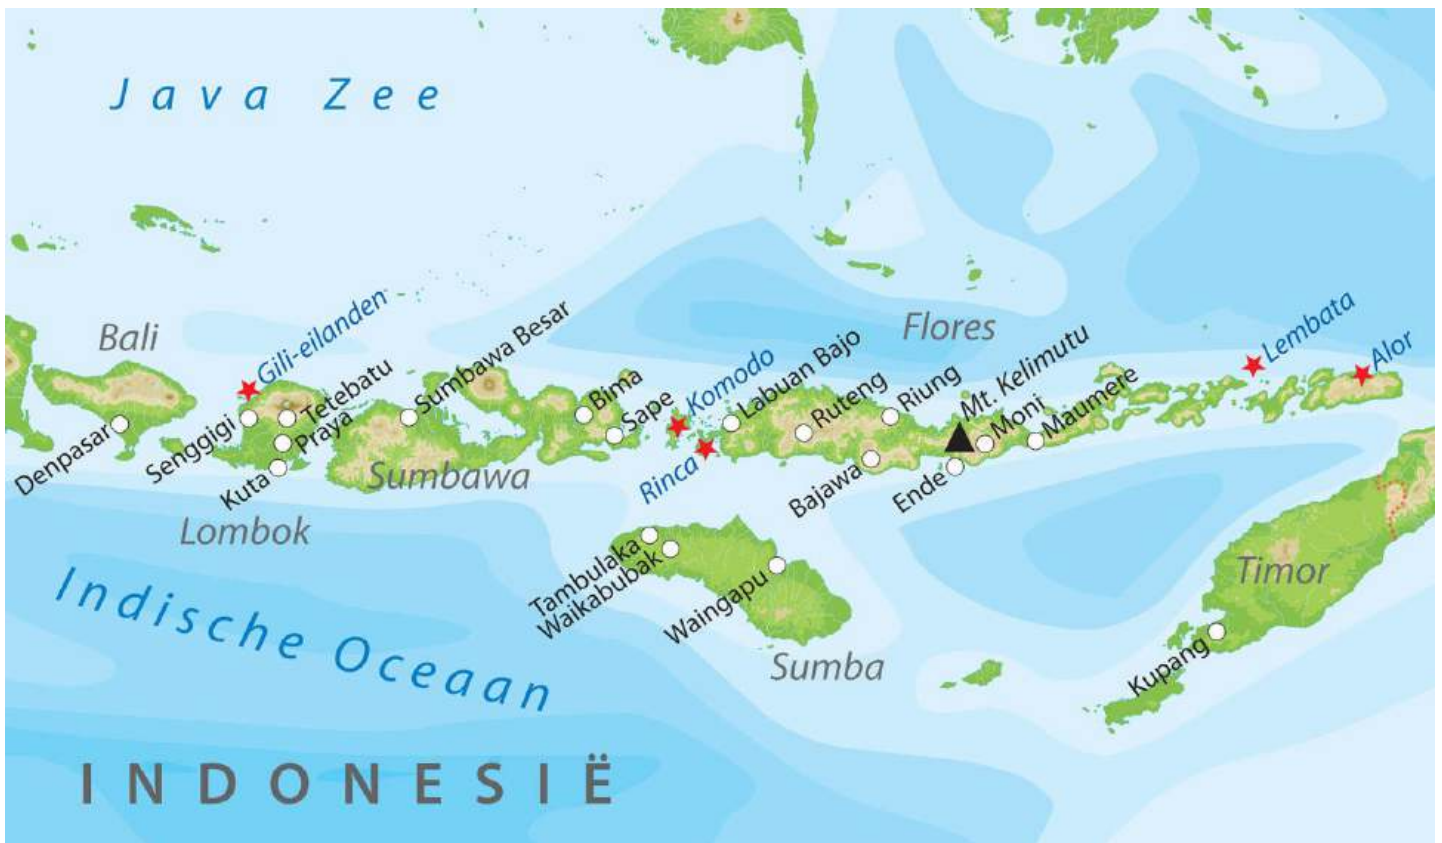 Java Zee
Bali
Gili-eilanden
Flores
Lembata
Alor
Sumbawa Besar
Tetebatu
Praya
Senggigi
Kuta
Denpasar
Lombok
Sumbawa
Bima
Sape
Komodo
Rinca
Labuan Bajo
Ruteng
Riung
Mt. Kelimutu
Moni
Maumere
Bajawa
Ende
Tambulaka
Waikabubak
Waingapu
Sumba
Timor
Kupang
Indische Oceaan
INDONESIË